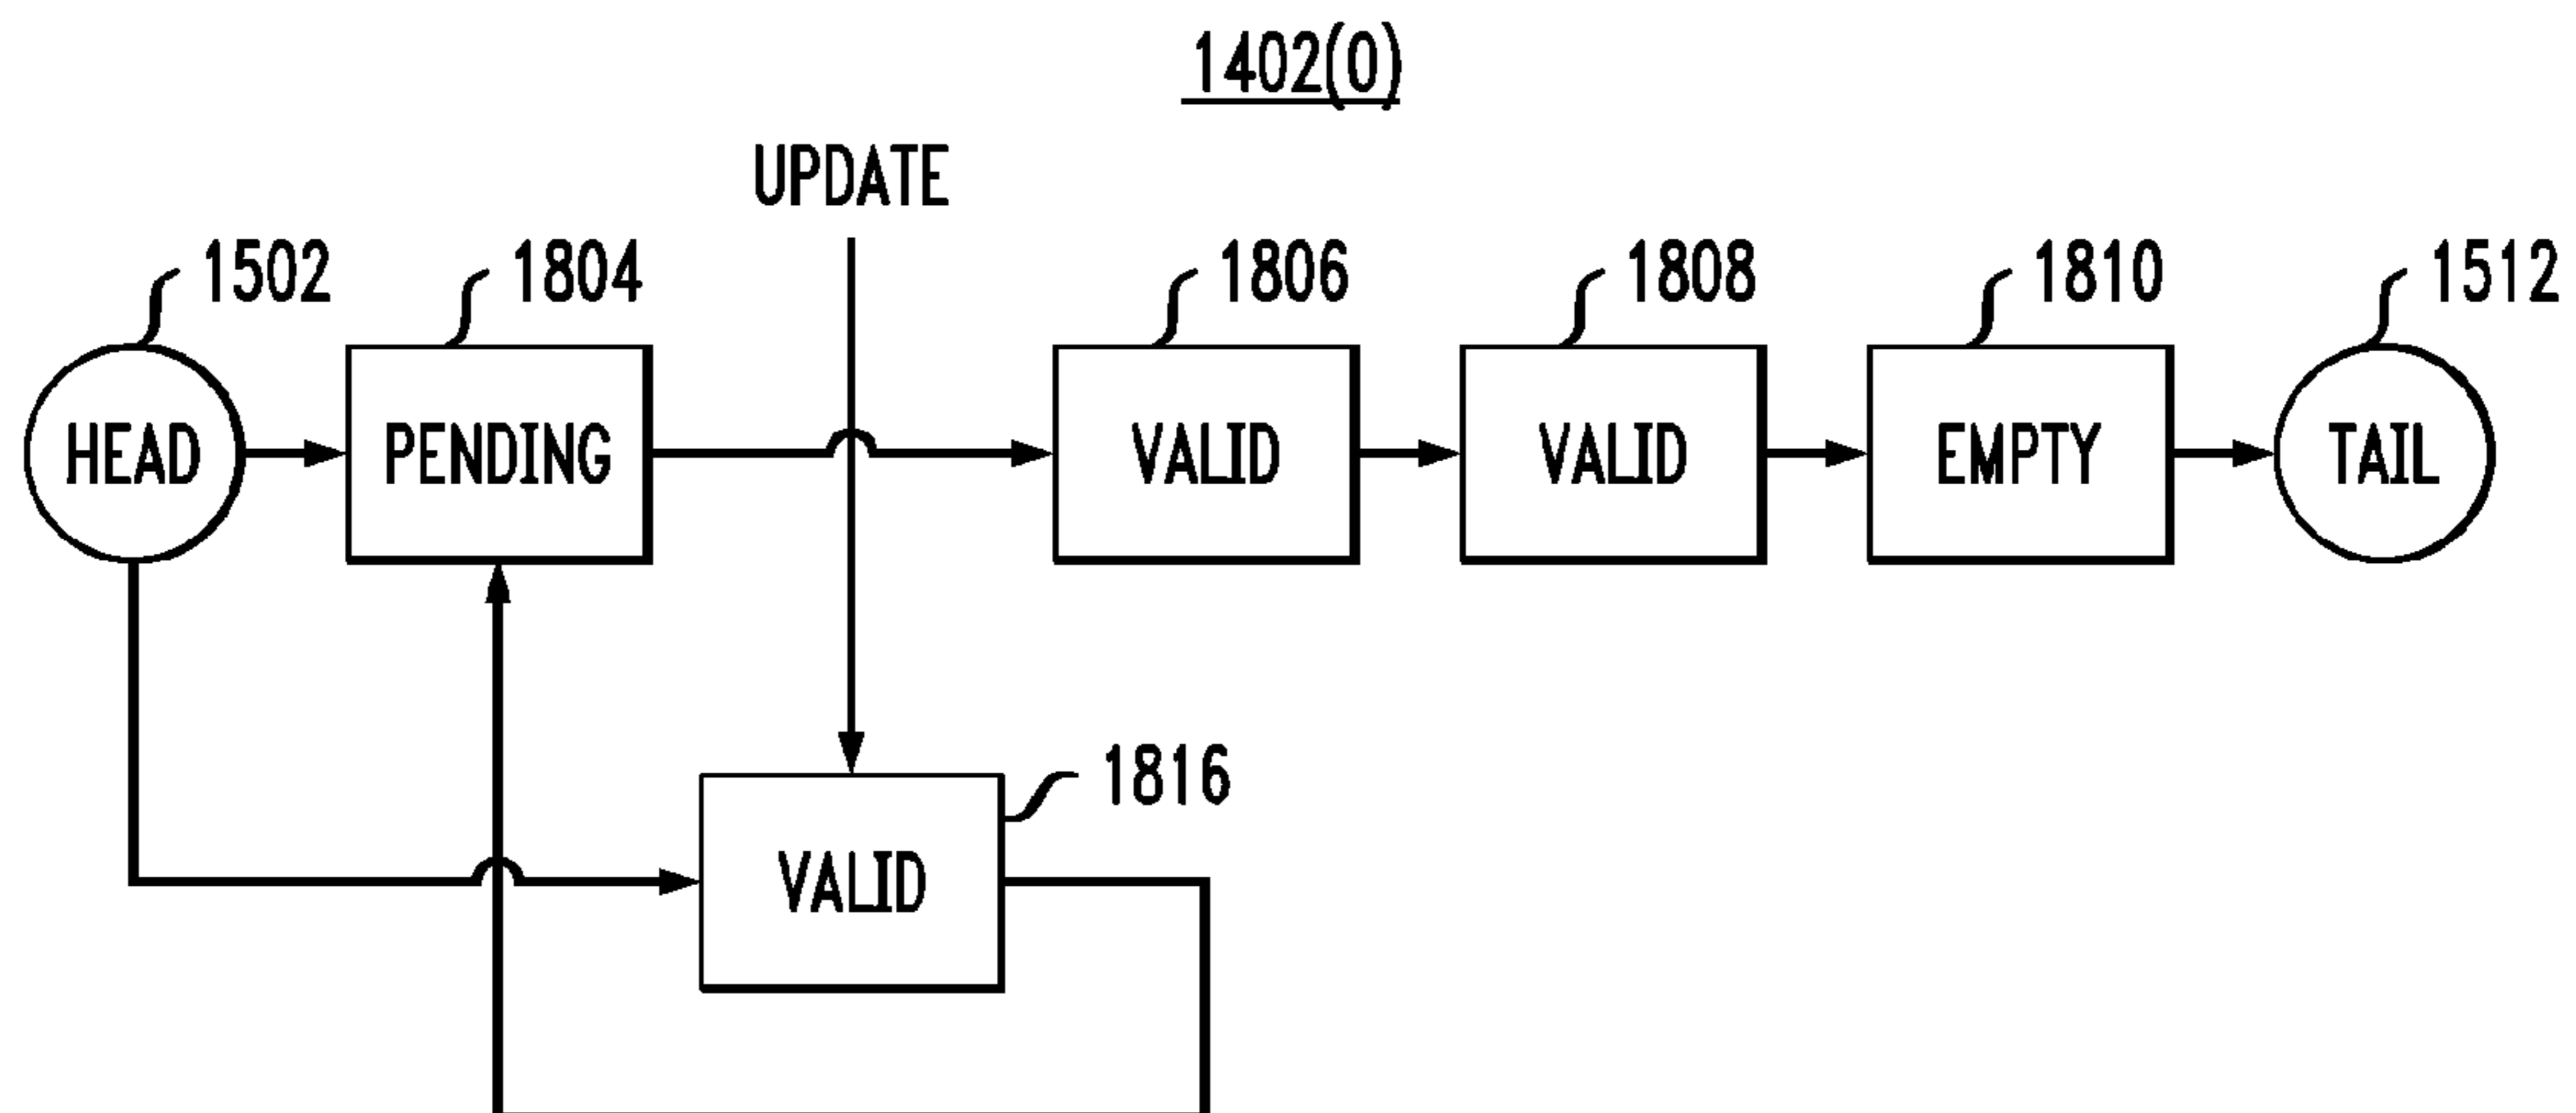 1402(0)
UPDATE
1502
1804
1806
1808
1810
1512
HEAD
PENDING
VALID
VALID
EMPTY
TAIL
1816
VALID